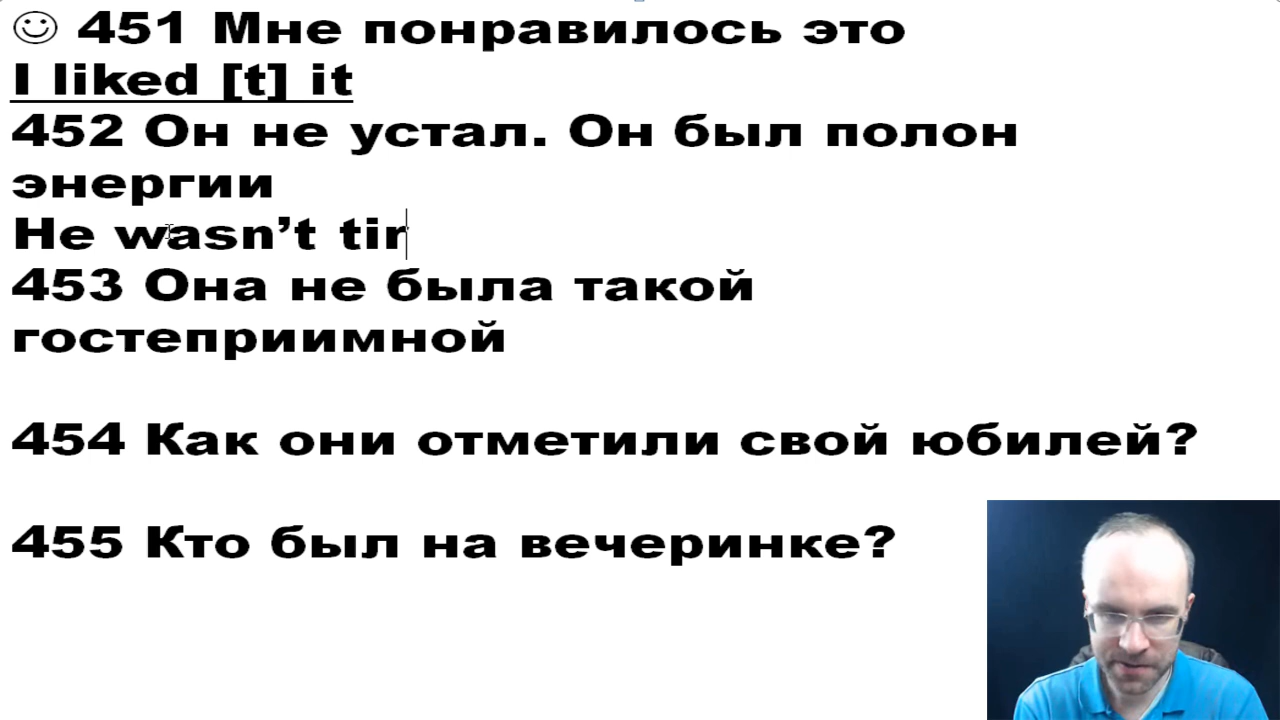 ☺ 451 Мне понравилось это
I liked [t] it
452 Он не устал. Он был полон
энергии
He wasn’t tir
453 Она не была такой
гостеприимной
454 Как они отметили свой юбилей?
455 Кто был на вечеринке?